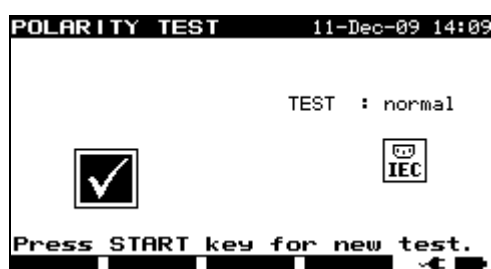 POLARITY TEST 11-Dec-09 14:09
TEST : normal
IEC
Press START key for new test.